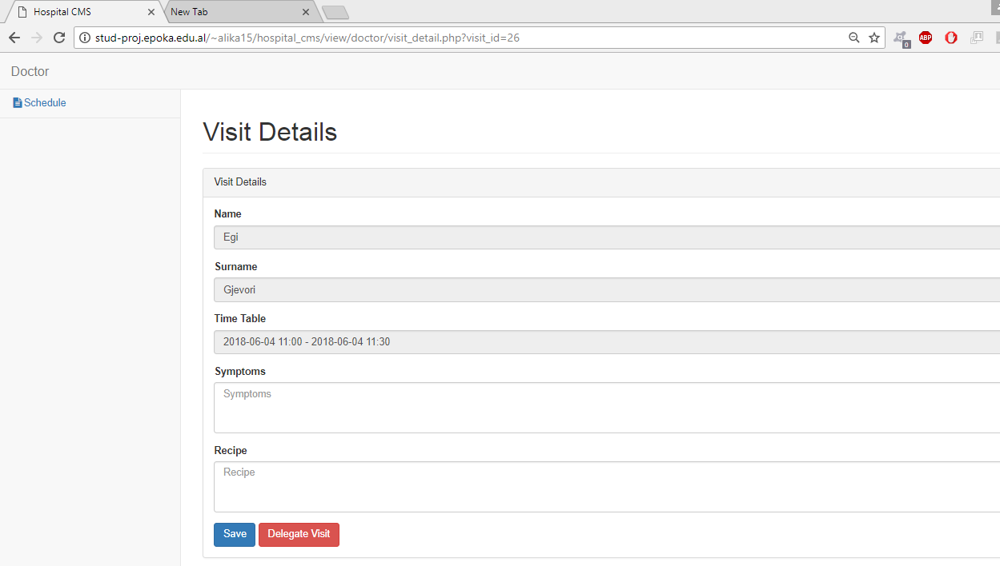 Hospital CMS
New Tab
stud-proj.epoka.edu.al/~alika15/hospital_cms/view/doctor/visit_detail.php?visit_id=26
0
ABP
Doctor
Schedule
Visit Details
Visit Details
Name
Egi
Surname
Gjevori
Time Table
2018-06-04 11:00 - 2018-06-04 11:30
Symptoms
Symptoms
Recipe
Recipe
Save Delegate Visit